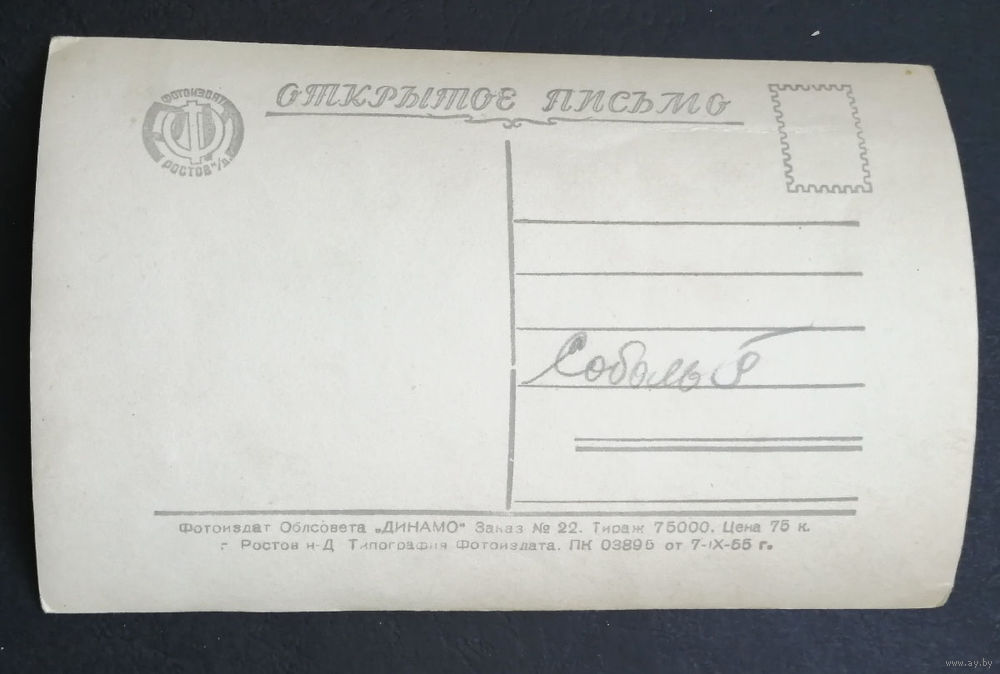 ОТКРЫТОЕ ПИСЬМО
ФОТОИЗДАТ
РОСТОВ н/Д.
Соболь Б
Фотоиздат Облсовета „ДИНАМО“ Заказ № 22. Тираж 75000. Цена 75 к.
г Ростов н-Д Типография Фотоиздата. ПК 03895 от 7-IX-55 г.
www.ay.by